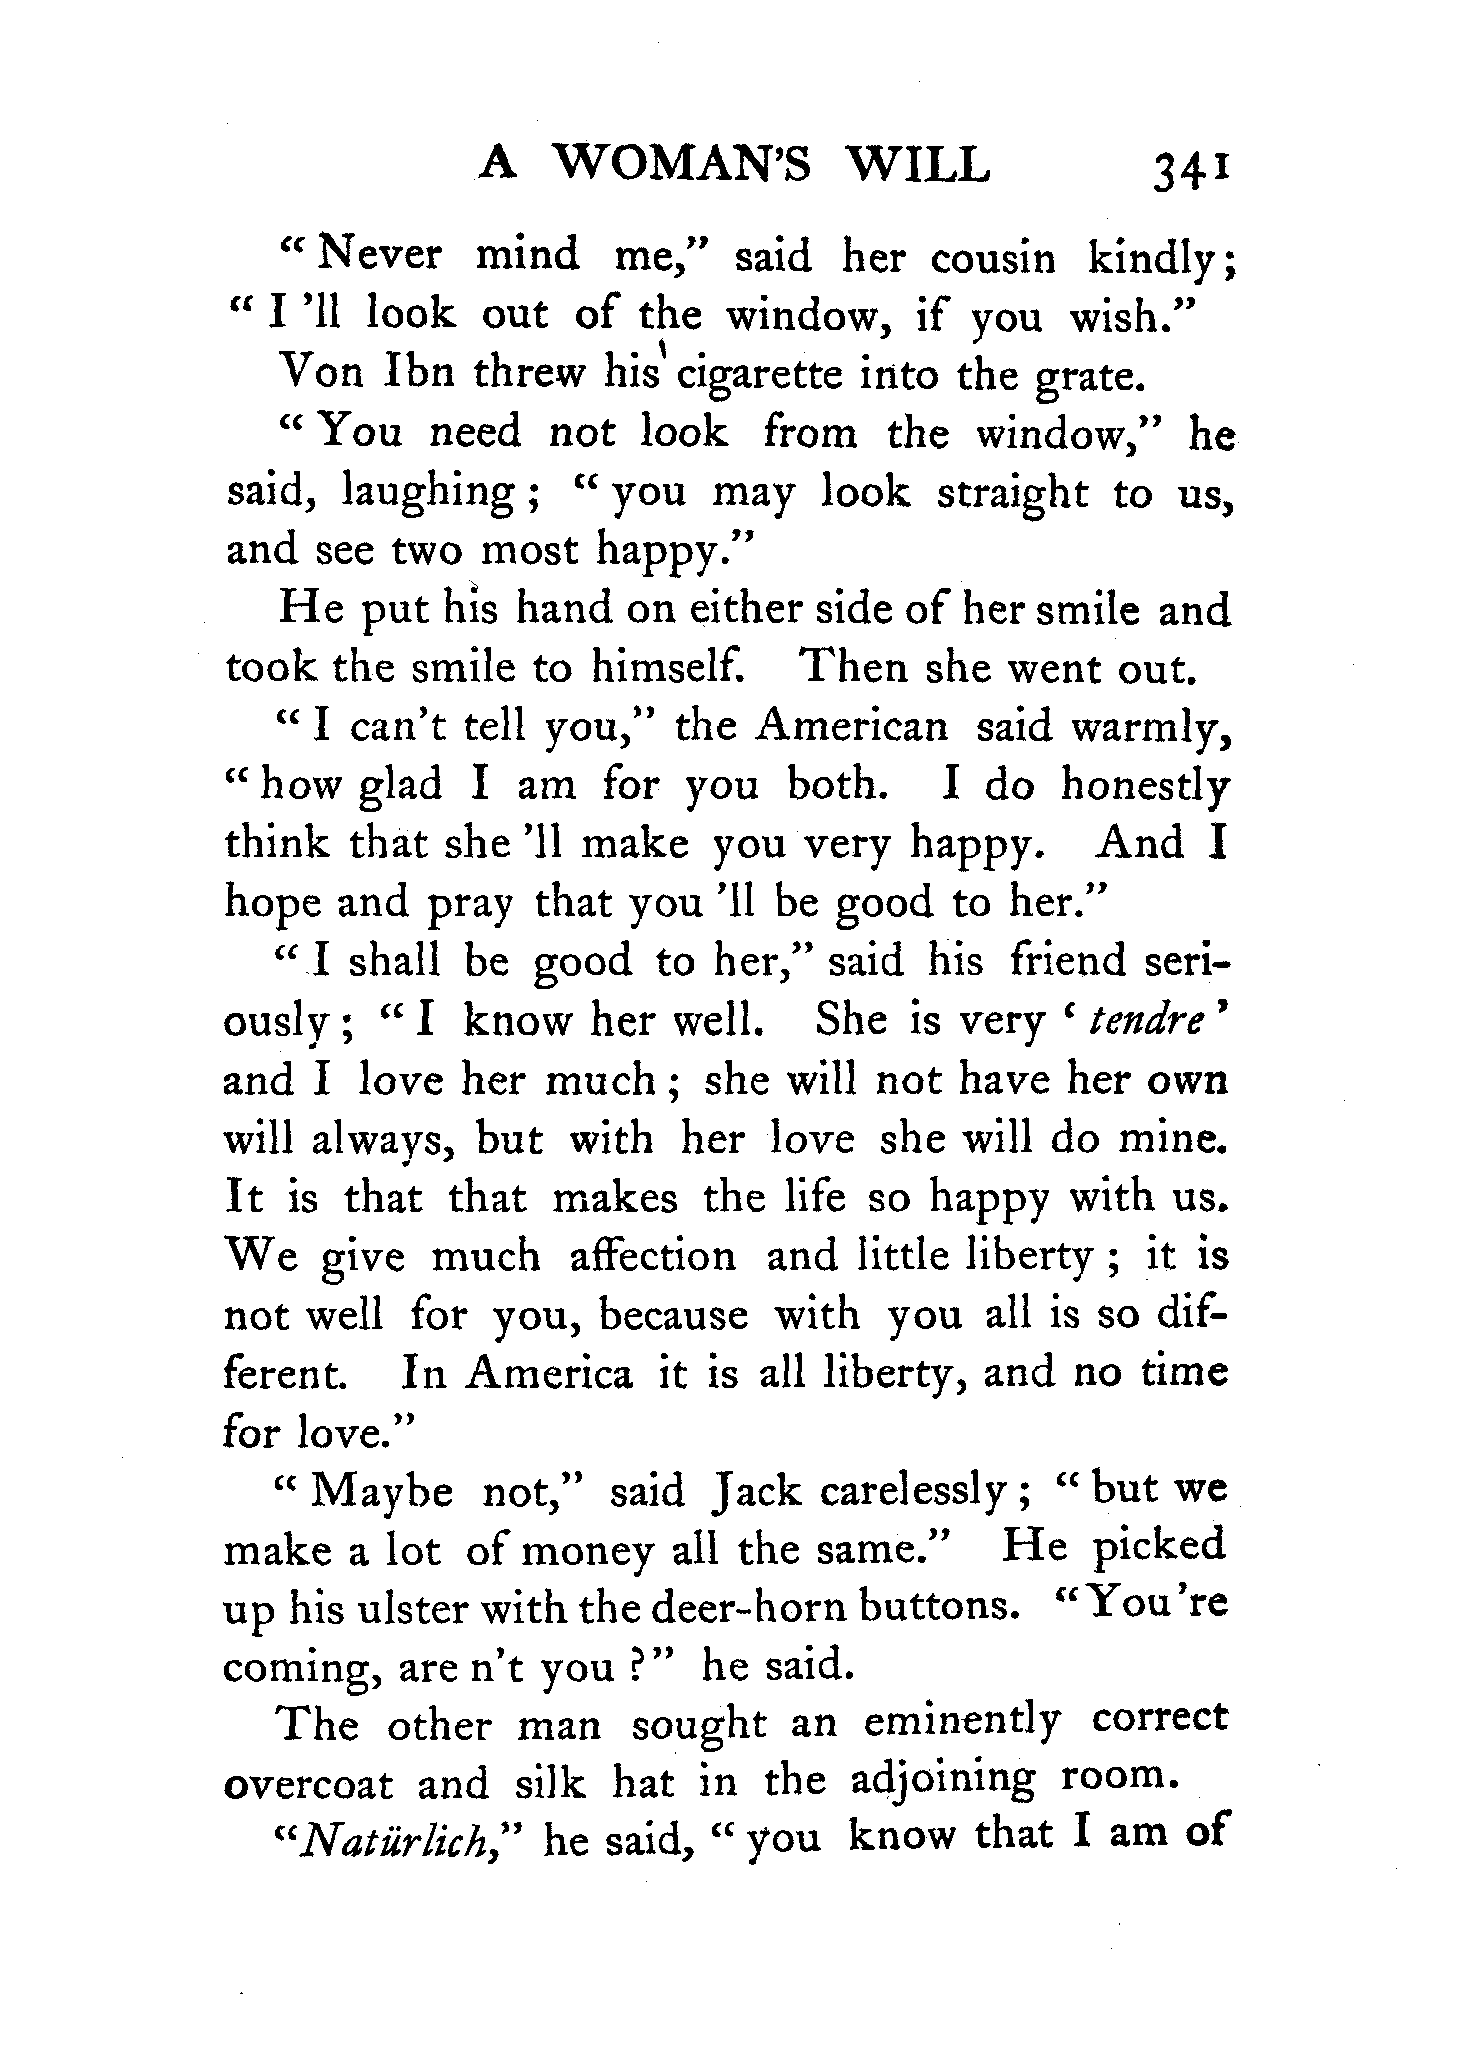 A WOMAN'S WILL 341
"Never mind me," said her cousin kindly;
"I'll look out of the window, if you wish."
Von Ibn threw his cigarette into the grate.
"You need not look from the window," he
said, laughing; "you may look straight to us,
and see two most happy."
He put his hand on either side of her smile and
took the smile to himself. Then she went out.
"I can't tell you," the American said warmly,
"how glad I am for you both. I do honestly
think that she'll make you very happy. And I
hope and pray that you'll be good to her."
"I shall be good to her," said his friend seri-
ously; "I know her well. She is very 'tendre'
and I love her much; she will not have her own
will always, but with her love she will do mine.
It is that that makes the life so happy with us.
We give much affection and little liberty; it is
not well for you, because with you all is so dif-
ferent. In America it is all liberty, and no time
for love."
"Maybe not," said Jack carelessly; "but we
make a lot of money all the same." He picked
up his ulster with the deer-horn buttons. "You're
coming, are n't you?" he said.
The other man sought an eminently correct
overcoat and silk hat in the adjoining room.
"Natürlich," he said, "you know that I am of